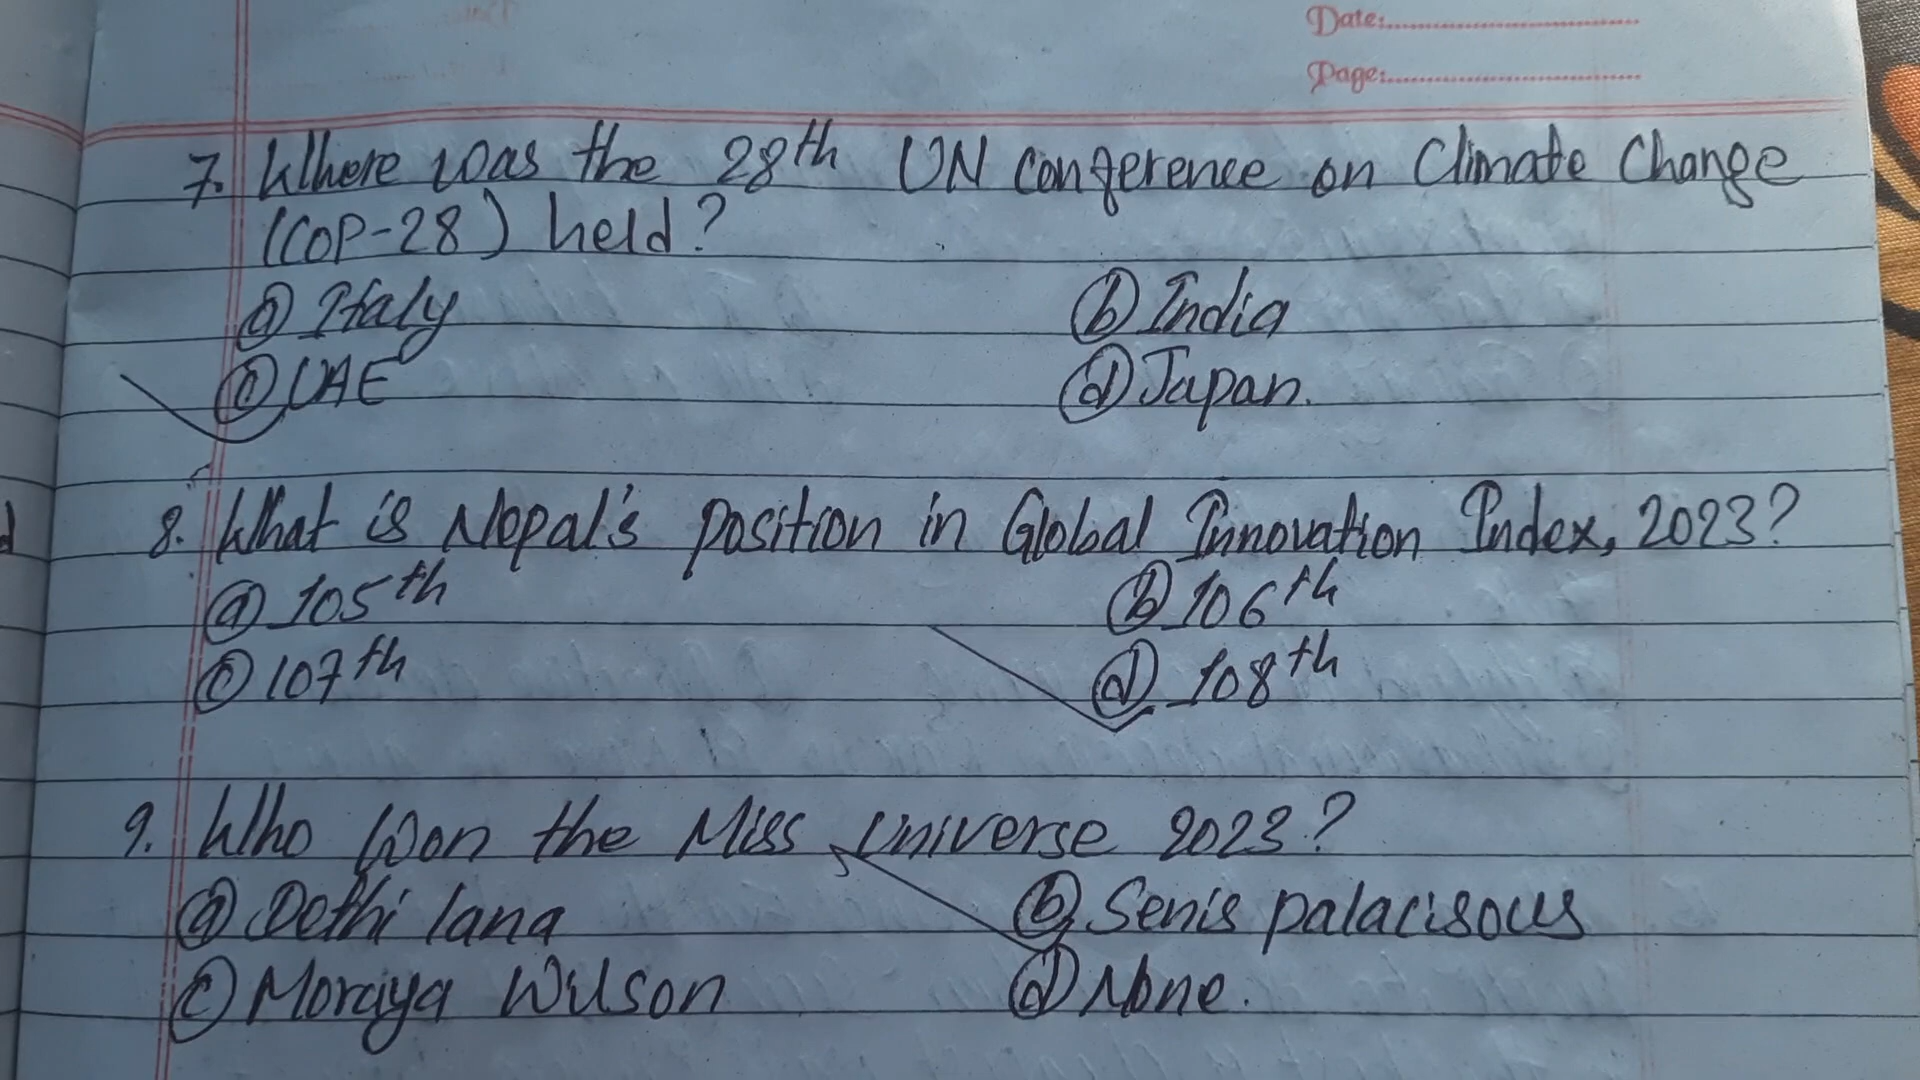 Date:
Page:
7. Where was the 28th UN conference on Climate Change
(COP-28) held?
(a) Italy (b) India
(c) UAE (d) Japan.
8. What is Nepal's position in Global Innovation Index, 2023?
(a) 105th (b) 106th
(c) 107th (d) 108th
9. Who won the Miss Universe 2023?
(a) Dethi lana (b) Senis palacisous
(c) Moraya Wilson (d) None.